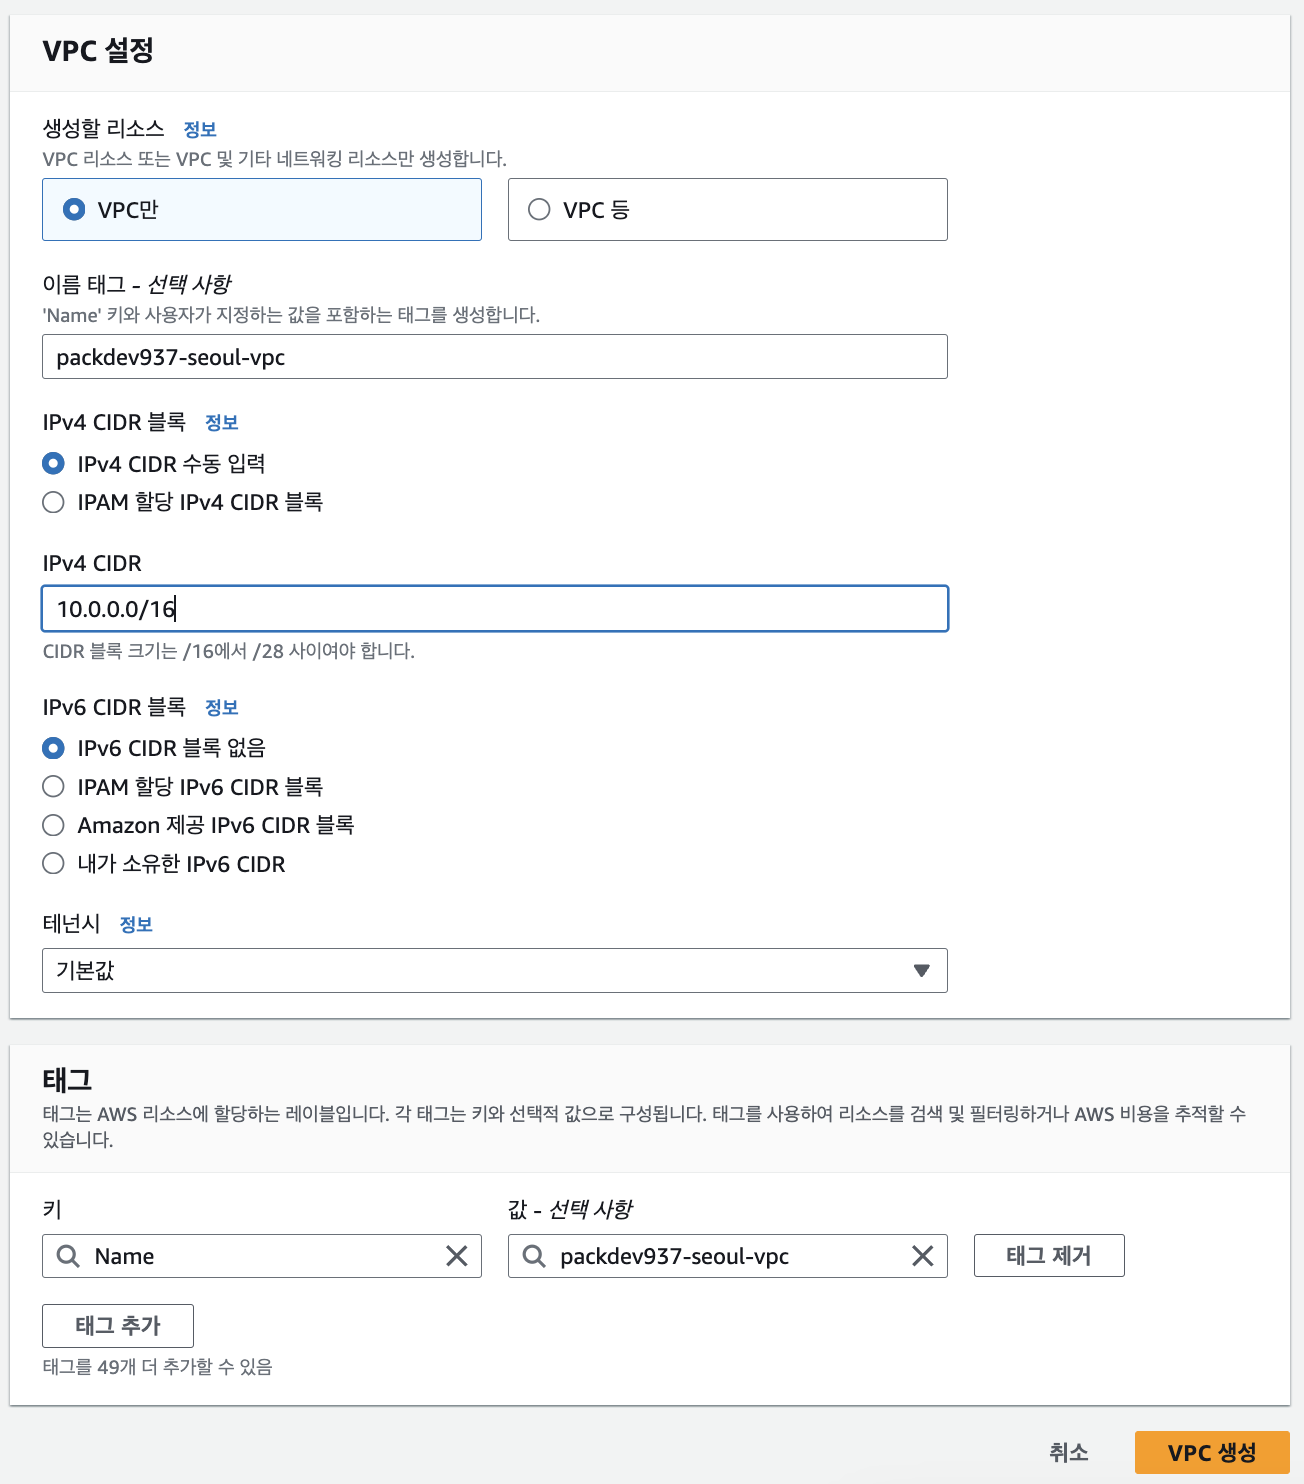 VPC 설정
생성할 리소스 정보
VPC 리소스 또는 VPC 및 기타 네트워킹 리소스만 생성합니다.
VPC만
VPC 등
이름 태그 - 선택 사항
'Name' 키와 사용자가 지정하는 값을 포함하는 태그를 생성합니다.
packdev937-seoul-vpc
IPv4 CIDR 블록 정보
IPv4 CIDR 수동 입력
IPAM 할당 IPv4 CIDR 블록
IPv4 CIDR
10.0.0.0/16
CIDR 블록 크기는 /16에서 /28 사이여야 합니다.
IPv6 CIDR 블록 정보
IPv6 CIDR 블록 없음
IPAM 할당 IPv6 CIDR 블록
Amazon 제공 IPv6 CIDR 블록
내가 소유한 IPv6 CIDR
테넌시 정보
기본값
태그
태그는 AWS 리소스에 할당하는 레이블입니다. 각 태그는 키와 선택적 값으로 구성됩니다. 태그를 사용하여 리소스를 검색 및 필터링하거나 AWS 비용을 추적할 수
있습니다.
키
값 - 선택 사항
Name
packdev937-seoul-vpc
태그 제거
태그 추가
태그를 49개 더 추가할 수 있음
취소
VPC 생성